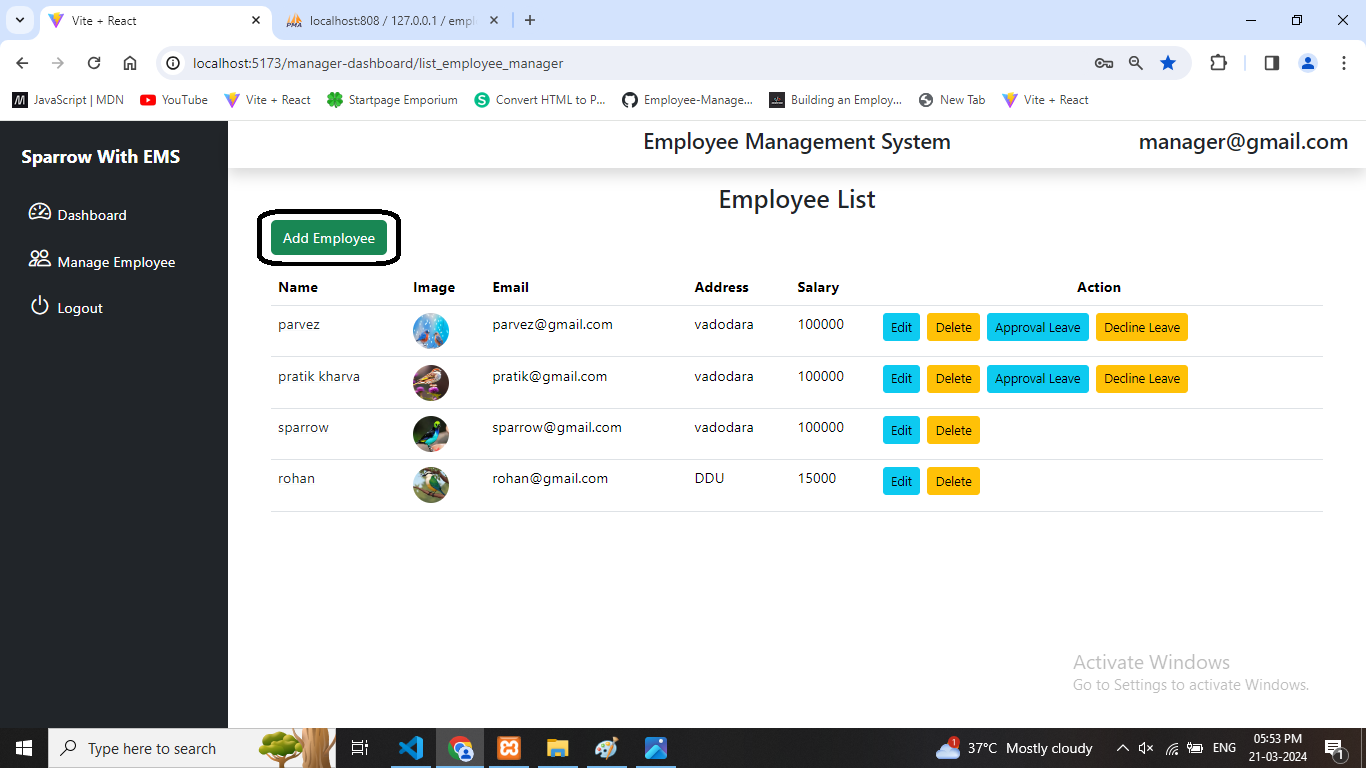 Vite + React
localhost:808 / 127.0.0.1 / empl
localhost:5173/manager-dashboard/list_employee_manager
JavaScript | MDN YouTube Vite + React Startpage Emporium Convert HTML to P... Employee-Manage... Building an Employ... New Tab Vite + React
Sparrow With EMS
Employee Management System
manager@gmail.com
Dashboard
Manage Employee
Logout
Employee List
Add Employee
Name Image Email Address Salary Action
parvez parvez@gmail.com vadodara 100000 Edit Delete Approval Leave Decline Leave
pratik kharva pratik@gmail.com vadodara 100000 Edit Delete Approval Leave Decline Leave
sparrow sparrow@gmail.com vadodara 100000 Edit Delete
rohan rohan@gmail.com DDU 15000 Edit Delete
Activate Windows
Go to Settings to activate Windows.
Type here to search
1
37°C Mostly cloudy
ENG
05:53 PM
21-03-2024
1